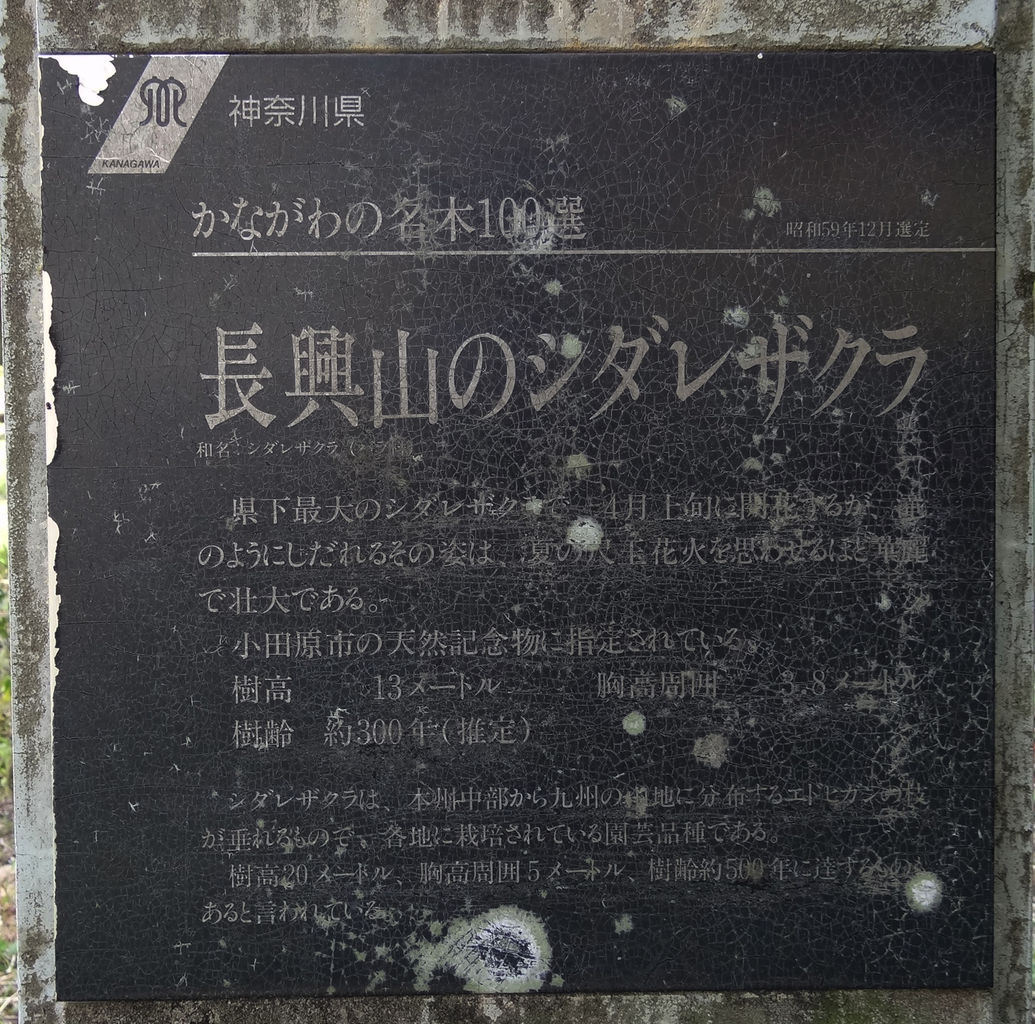 KANAGAWA
神奈川県
かながわの名木100選
昭和59年12月選定
長興山のシダレザクラ
和名:シダレザクラ(バラ科)
県下最大のシダレザクラで、4月上旬に開花するが
のようにしだれるその姿は、夏の大玉花火を思わせるほど華麗
で壮大である。
小田原市の天然記念物に指定されている。
樹高 13メートル 胸高周囲 3.8メートル
樹齢 約300年(推定)
シダレザクラは、本州中部から九州の山地に分布するエドヒガンの枝
が垂れるもので、各地に栽培されている園芸品種である。
樹高20メートル、胸高周囲5メートル、樹齢約500年に達するものも
あると言われている。